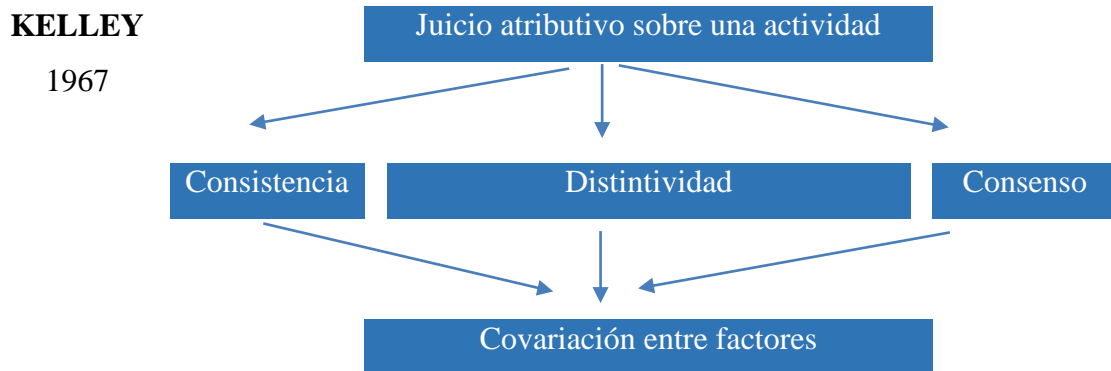 KELLEY
1967
Juicio atributivo sobre una actividad
Consistencia
Distintividad
Consenso
Covariación entre factores